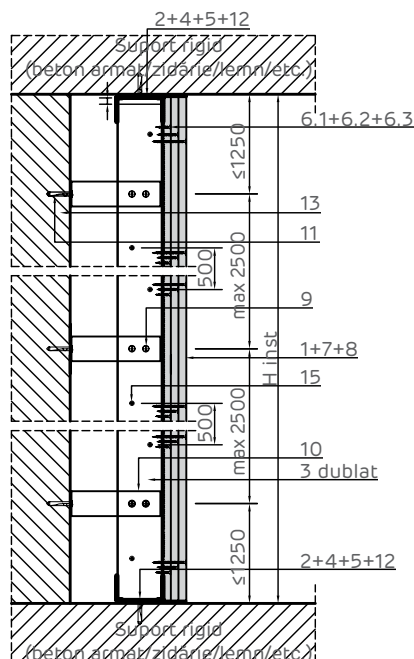 2+4+5+12
Suport rigid
(beton armat/zidărie/lemn/etc.)
6.1+6.2+6.3
≤1250
13
11
max 2500
500
9
H inst
1+7+8
15
500
max 2500
10
3 dublat
≤1250
2+4+5+12
Suport rigid
(beton armat/zidărie/lemn/etc.)